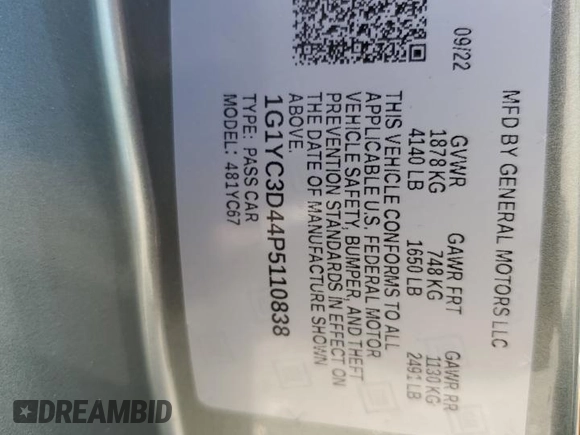 MFD BY GENERAL MOTORS LLC
09/22
GVWR
1878 KG
4140 LB
GAWR FRT
748 KG
1650 LB
GAWR RR
1130 KG
2491 LB
THIS VEHICLE CONFORMS TO ALL
APPLICABLE U.S. FEDERAL MOTOR
VEHICLE SAFETY, BUMPER, AND THEFT
PREVENTION STANDARDS IN EFFECT ON
THE DATE OF MANUFACTURE SHOWN
ABOVE.
1G1YC3D44P5110838
TYPE: PASS CAR
MODEL: 481YC67
DREAMBID